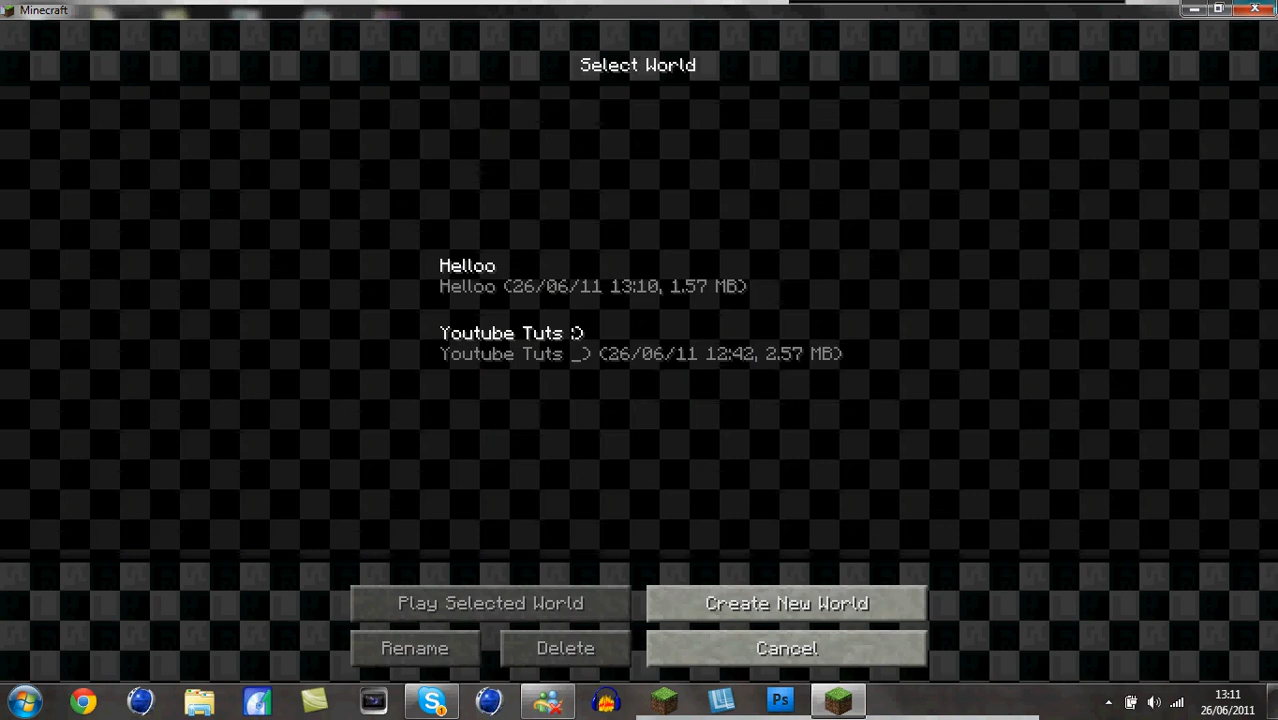 Minecraft
Select World
Helloo
Helloo (26/06/11 13:10, 1.57 MB)
Youtube Tuts :)
Youtube Tuts _) (26/06/11 12:42, 2.57 MB)
Play Selected World
Create New World
Rename
Delete
Cancel
1
Ps
13:11
26/06/2011